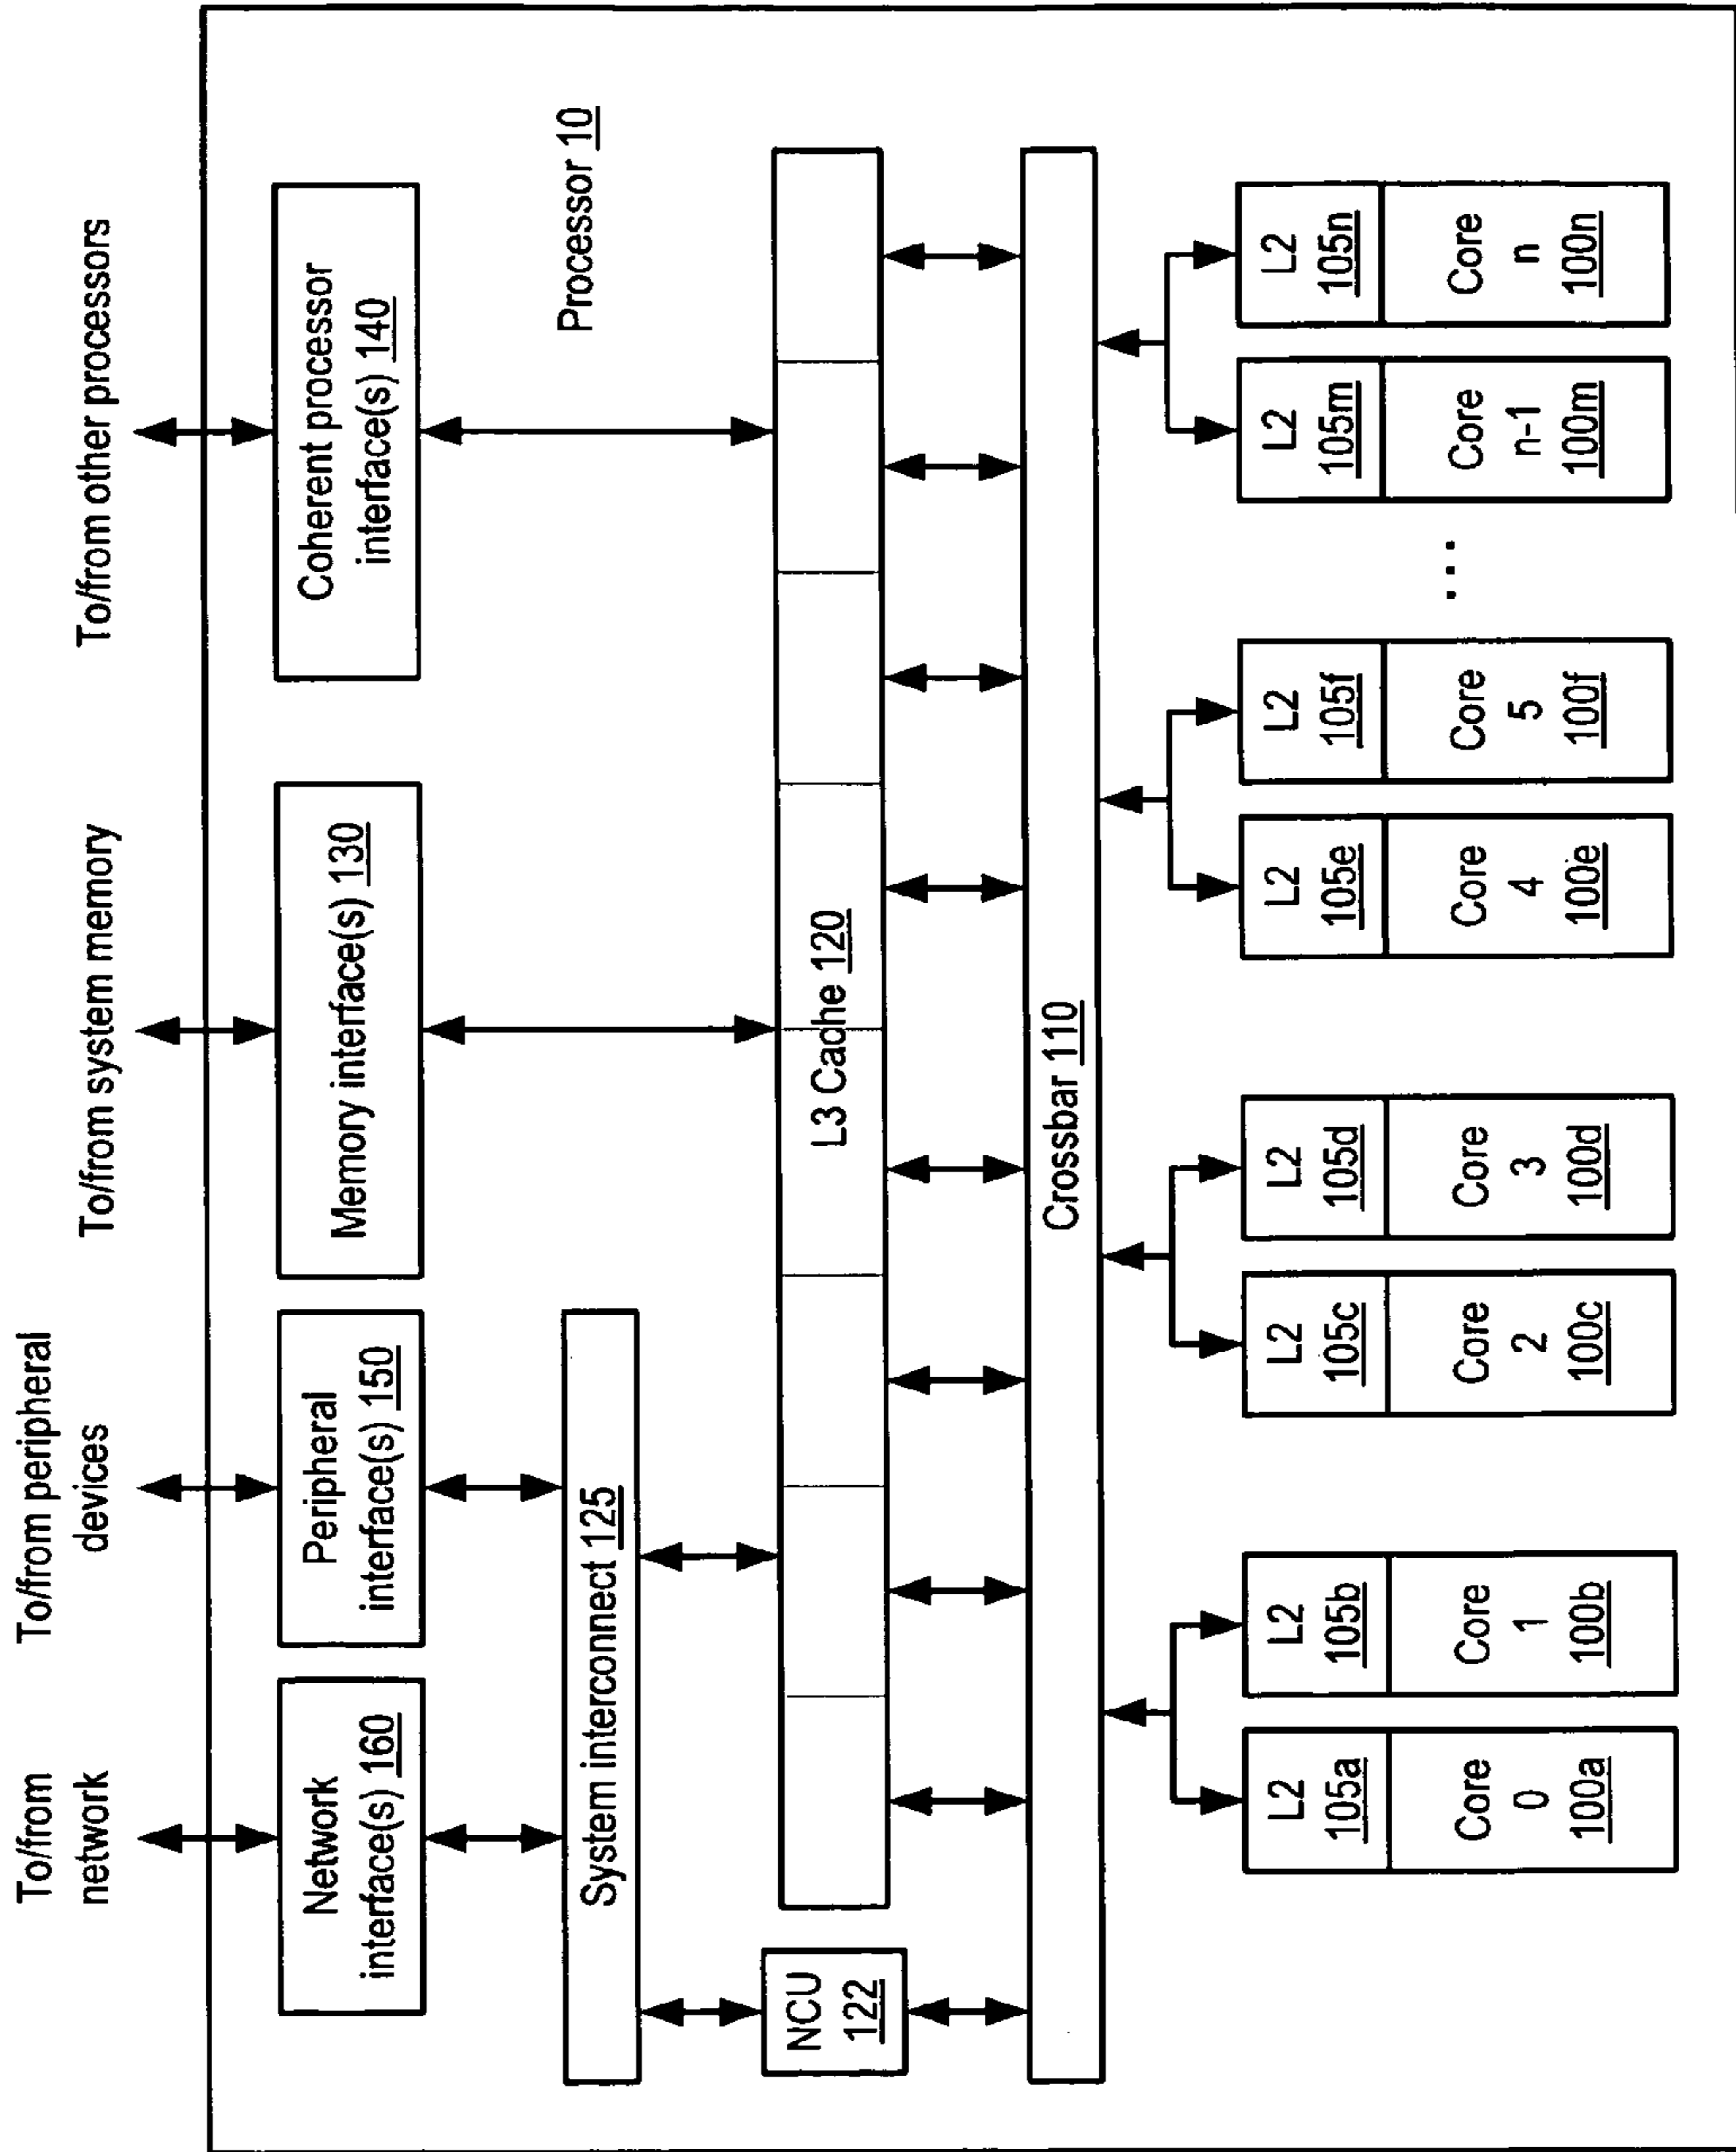 To/from
network
To/from peripheral
devices
To/from system memory
To/from other processors
Network
interface(s) 160
Peripheral
interface(s) 150
Memory interface(s) 130
Coherent processor
interface(s) 140
Processor 10
System interconnect 125
NCU
122
L3 Cache 120
Crossbar 110
L2
105a
Core
0
100a
L2
105b
Core
1
100b
L2
105c
Core
2
100c
L2
105d
Core
3
100d
L2
105e
Core
4
100e
L2
105f
Core
5
100f
...
L2
105m
Core
n-1
100m
L2
105n
Core
n
100n